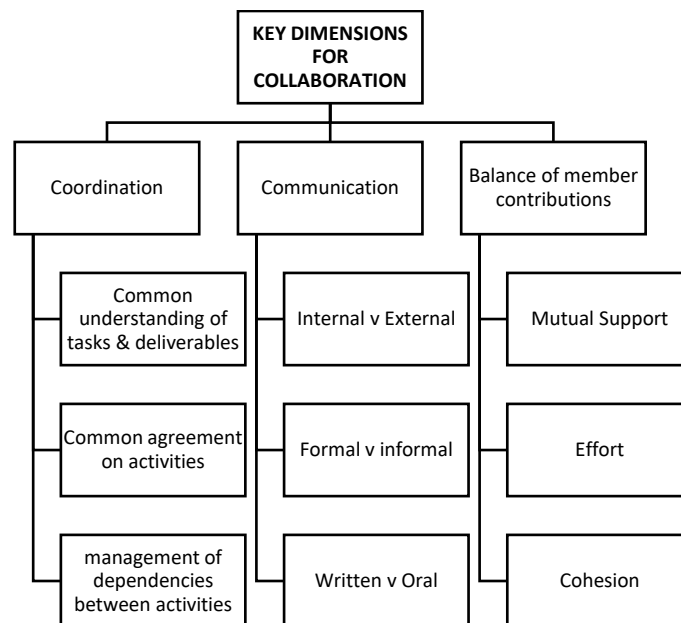 KEY DIMENSIONS
FOR
COLLABORATION
Coordination
Communication
Balance of member
contributions
Common
understanding of
tasks & deliverables
Internal v External
Mutual Support
Common agreement
on activities
Formal v informal
Effort
management of
dependencies
between activities
Written v Oral
Cohesion